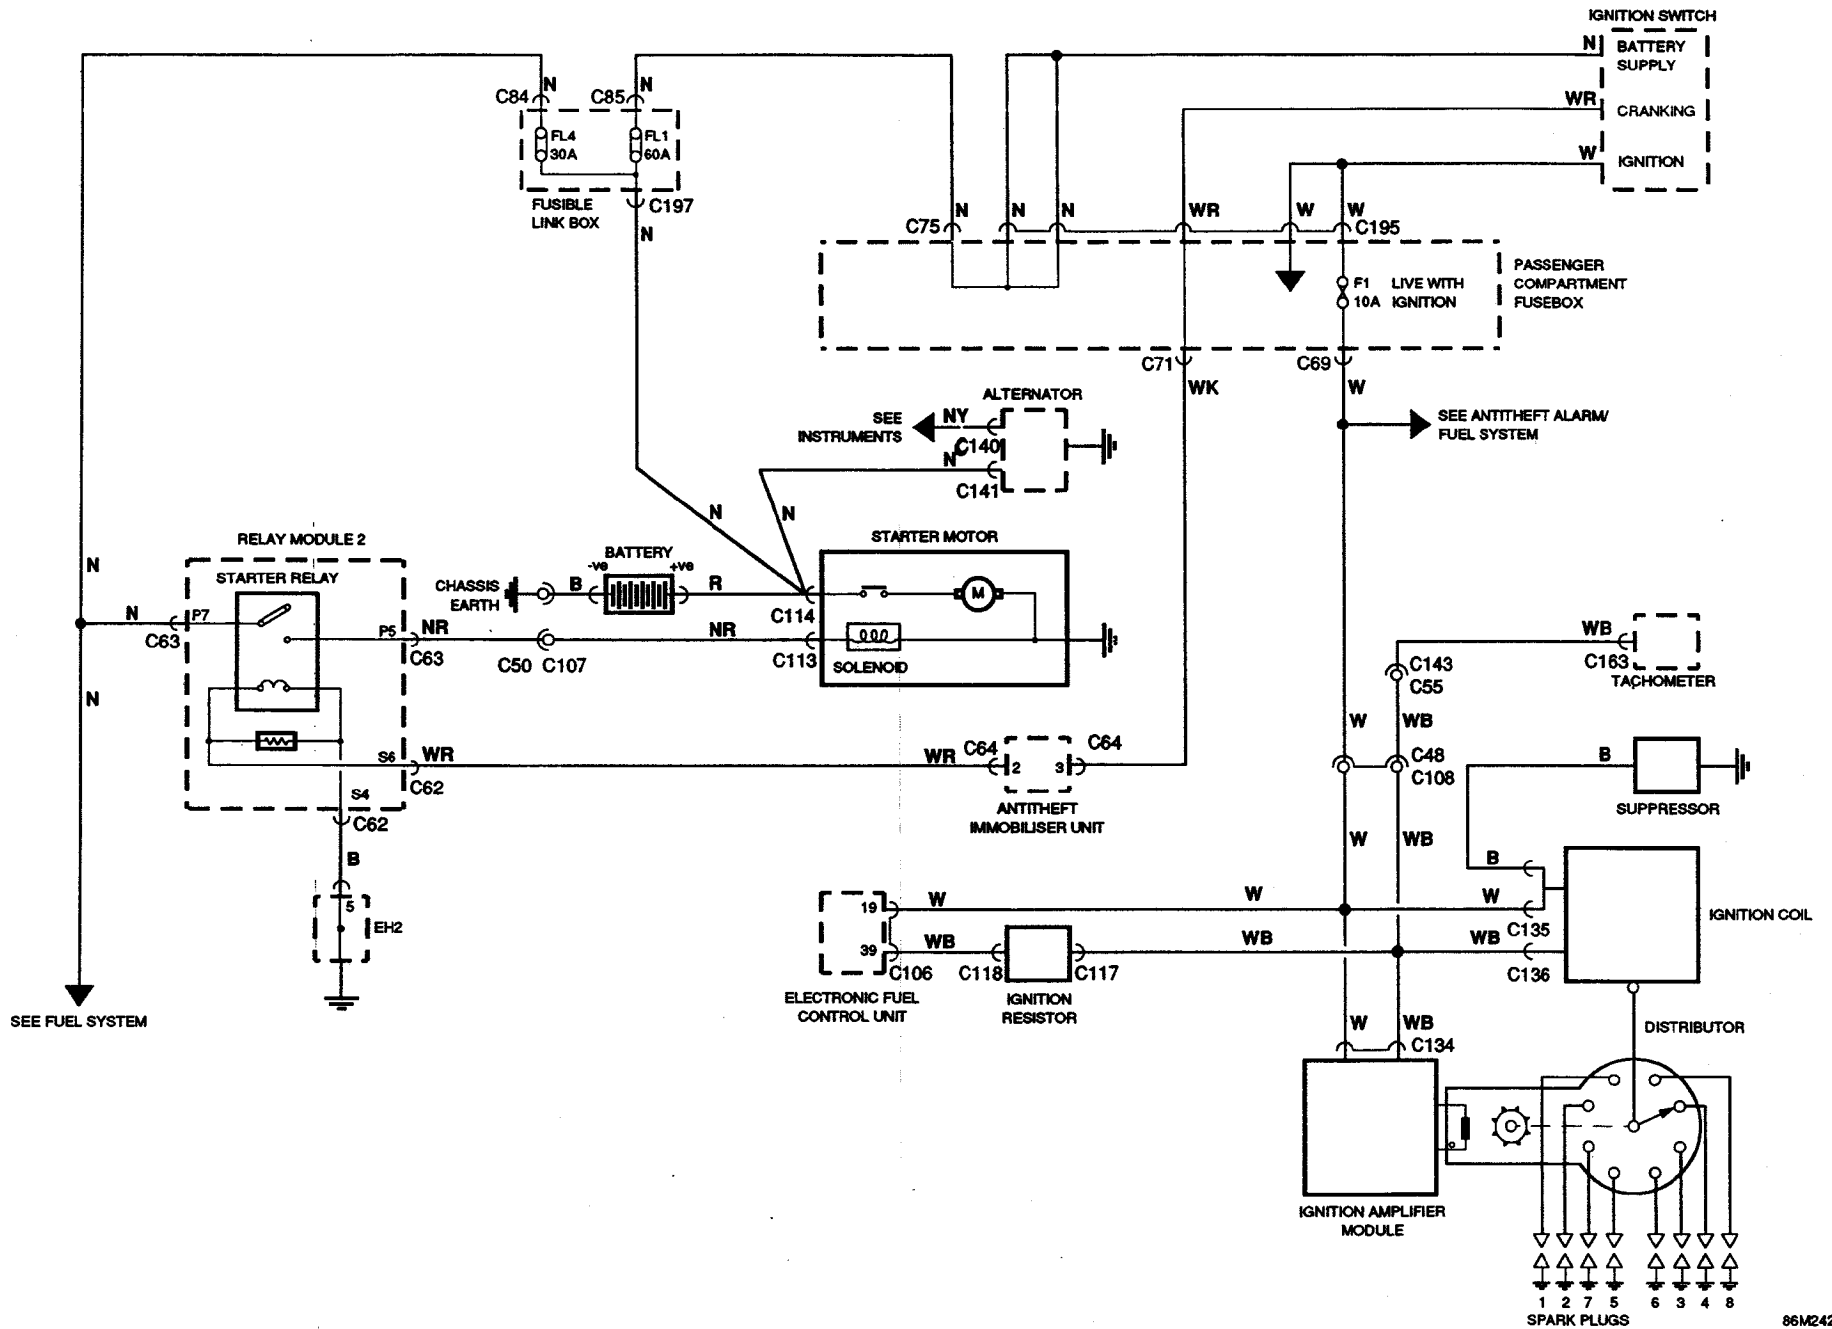 IGNITION SWITCH
N
BATTERY
SUPPLY
WR
CRANKING
W
IGNITION
C84
N
C85
N
FL4
30A
FL1
60A
FUSIBLE
LINK BOX
C197
N
C75
N
N
N
WR
W
W
C195
F1
10A
LIVE WITH
IGNITION
PASSENGER
COMPARTMENT
FUSEBOX
C71
WK
C69
W
ALTERNATOR
SEE
INSTRUMENTS
NY
C140
N
C141
SEE ANTITHEFT ALARM/
FUEL SYSTEM
N
N
STARTER MOTOR
RELAY MODULE 2
STARTER RELAY
N
N
C63
P7
P5
NR
C63
CHASSIS
EARTH
BATTERY
-ve
+ve
B
R
C114
M
C50
C107
NR
C113
SOLENOID
N
WB
C163
TACHOMETER
C143
C55
W
WB
C48
C108
S6
WR
C62
WR
C64
2
3
C64
ANTITHEFT
IMMOBILISER UNIT
S4
C62
B
5
EH2
B
SUPPRESSOR
W
WB
B
19
W
W
W
C135
IGNITION COIL
39
WB
C106
C118
C117
WB
WB
C136
ELECTRONIC FUEL
CONTROL UNIT
IGNITION
RESISTOR
SEE FUEL SYSTEM
W
WB
C134
DISTRIBUTOR
IGNITION AMPLIFIER
MODULE
1 2 7 5 6 3 4 8
SPARK PLUGS
86M242